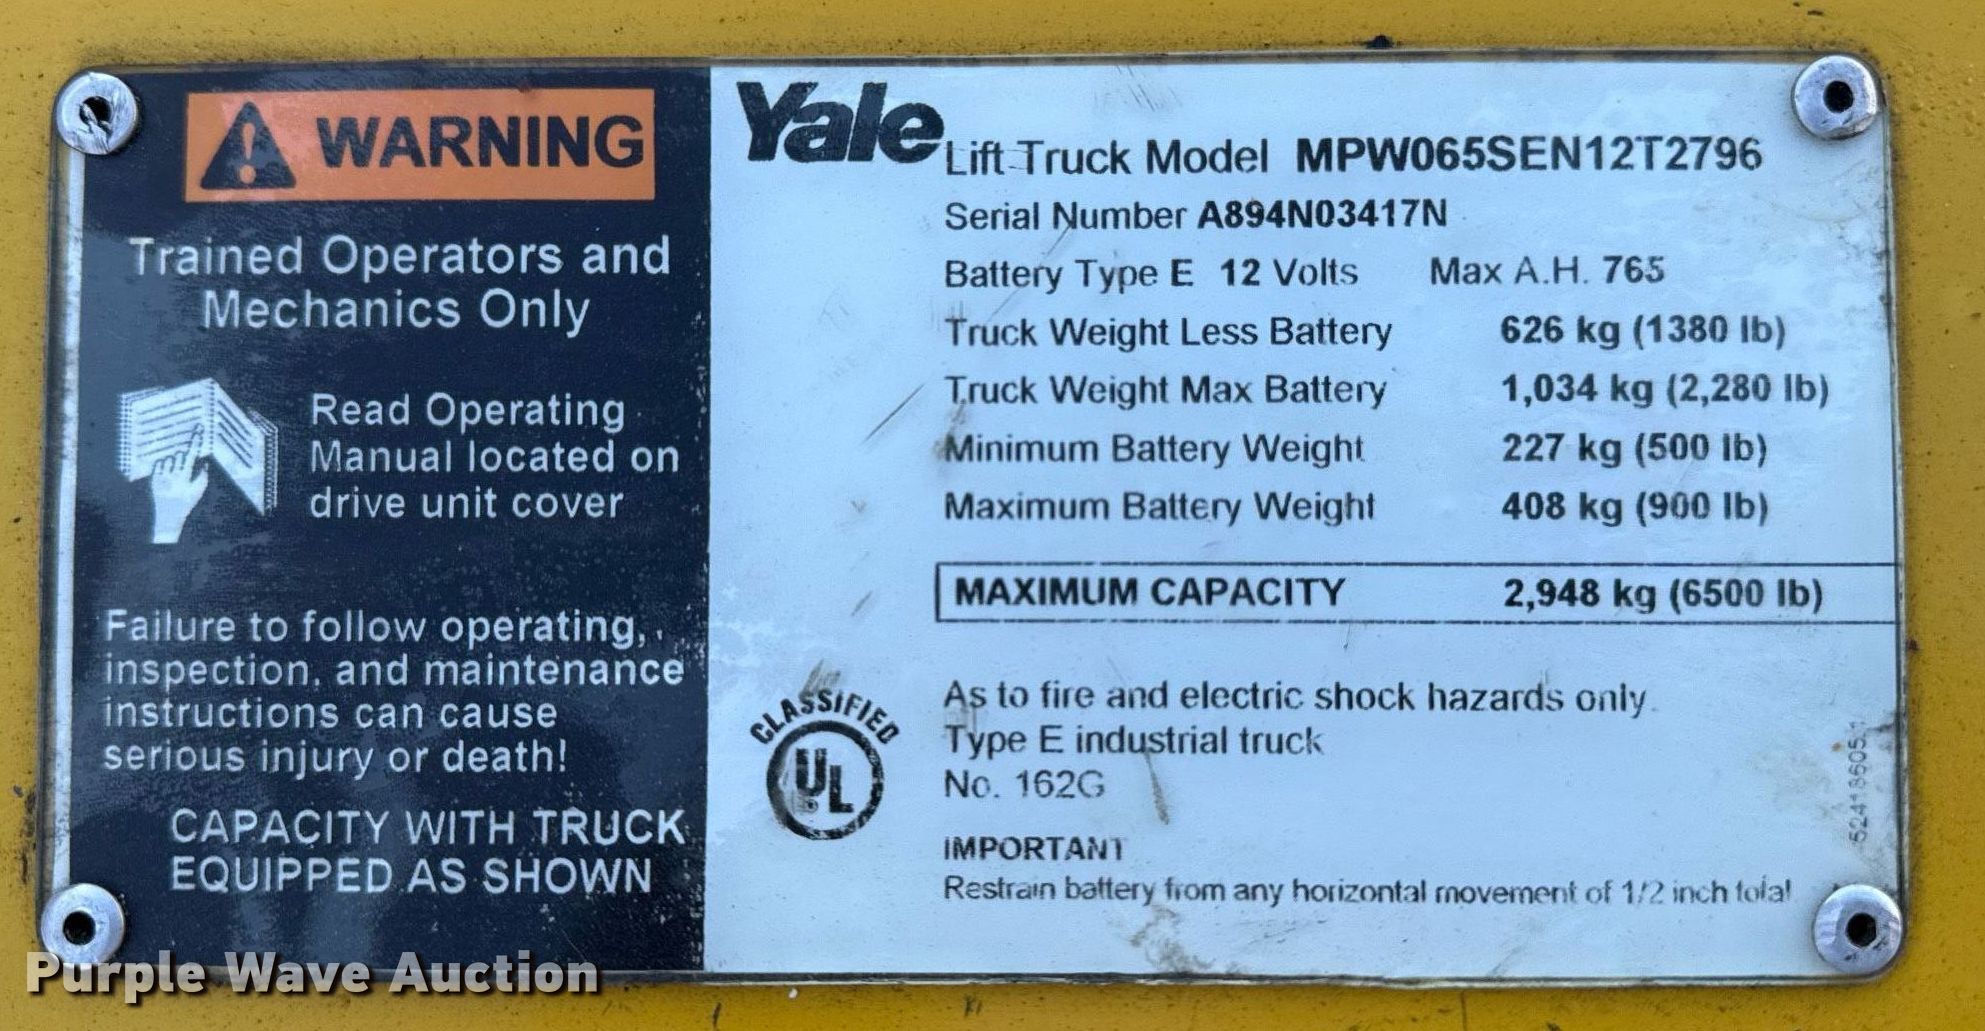 WARNING
Trained Operators and
Mechanics Only
Read Operating
Manual located on
drive unit cover
Failure to follow operating,
inspection, and maintenance
instructions can cause
serious injury or death!
CAPACITY WITH TRUCK
EQUIPPED AS SHOWN
Yale
Lift Truck Model MPW065SEN12T2796
Serial Number A894N03417N
Battery Type E 12 Volts Max A.H. 765
Truck Weight Less Battery 626 kg (1380 lb)
Truck Weight Max Battery 1,034 kg (2,280 lb)
Minimum Battery Weight 227 kg (500 lb)
Maximum Battery Weight 408 kg (900 lb)
MAXIMUM CAPACITY 2,948 kg (6500 lb)
CLASSIFIED
UL
As to fire and electric shock hazards only
Type E industrial truck
No. 162G
IMPORTANT
Restrain battery from any horizontal movement of 1/2 inch total
Purple Wave Auction